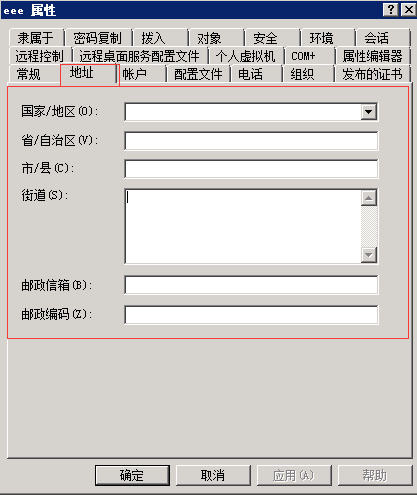 eee 属性
隶属于 密码复制 拨入 对象 安全 环境 会话
远程控制 远程桌面服务配置文件 个人虚拟机 COM+ 属性编辑器
常规 地址 帐户 配置文件 电话 组织 发布的证书
国家/地区(O):
省/自治区(V):
市/县(C):
街道(S):
邮政信箱(B):
邮政编码(Z):
确定 取消 应用(A) 帮助